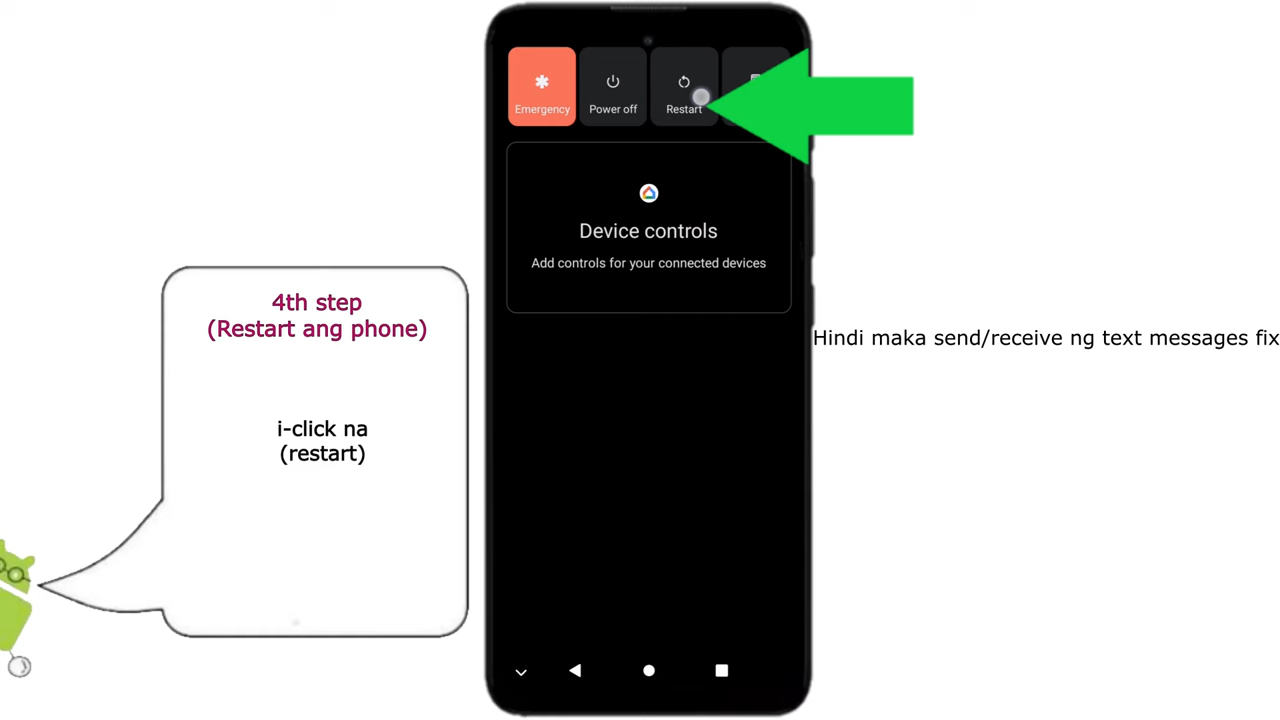 Emergency
Power off
Restart
Device controls
Add controls for your connected devices
4th step
(Restart ang phone)
i-click na
(restart)
Hindi maka send/receive ng text messages fix